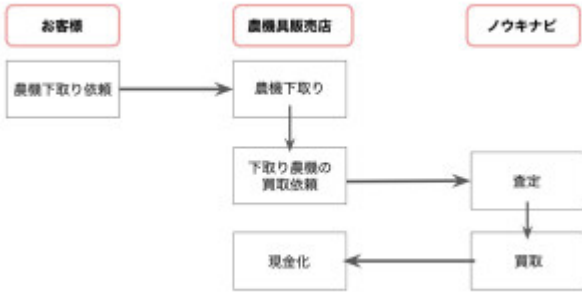 お客様
農機具販売店
ノウキナビ
農機下取り依頼
農機下取り
下取り農機の
買取依頼
査定
現金化
買取